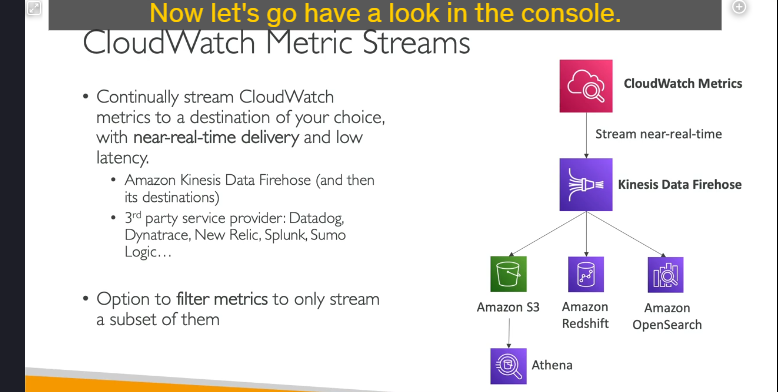 Now let's go have a look in the console.
CloudWatch Metric Streams
• Continually stream CloudWatch
metrics to a destination of your choice,
with near-real-time delivery and low
latency.
• Amazon Kinesis Data Firehose (and then
its destinations)
• 3rd party service provider: Datadog,
Dynatrace, New Relic, Splunk, Sumo
Logic…
• Option to filter metrics to only stream
a subset of them
CloudWatch Metrics
Stream near-real-time
Kinesis Data Firehose
Amazon S3
Amazon
Redshift
Amazon
OpenSearch
Athena